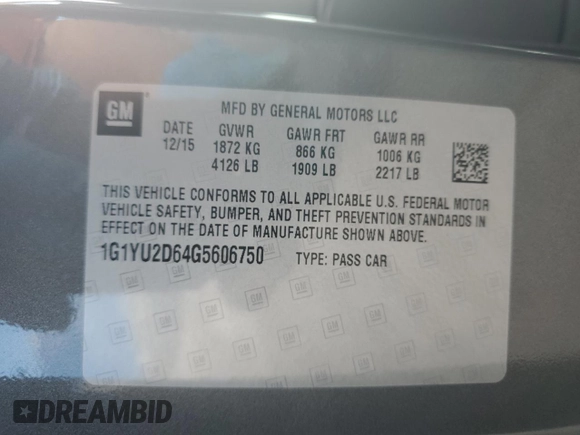 GM
MFD BY GENERAL MOTORS LLC
DATE GVWR GAWR FRT GAWR RR
12/15 1872 KG 866 KG 1006 KG
4126 LB 1909 LB 2217 LB
THIS VEHICLE CONFORMS TO ALL APPLICABLE U.S. FEDERAL MOTOR
VEHICLE SAFETY, BUMPER, AND THEFT PREVENTION STANDARDS IN
EFFECT ON THE DATE OF MANUFACTURE SHOWN ABOVE.
1G1YU2D64G5606750 TYPE: PASS CAR
DREAMBID